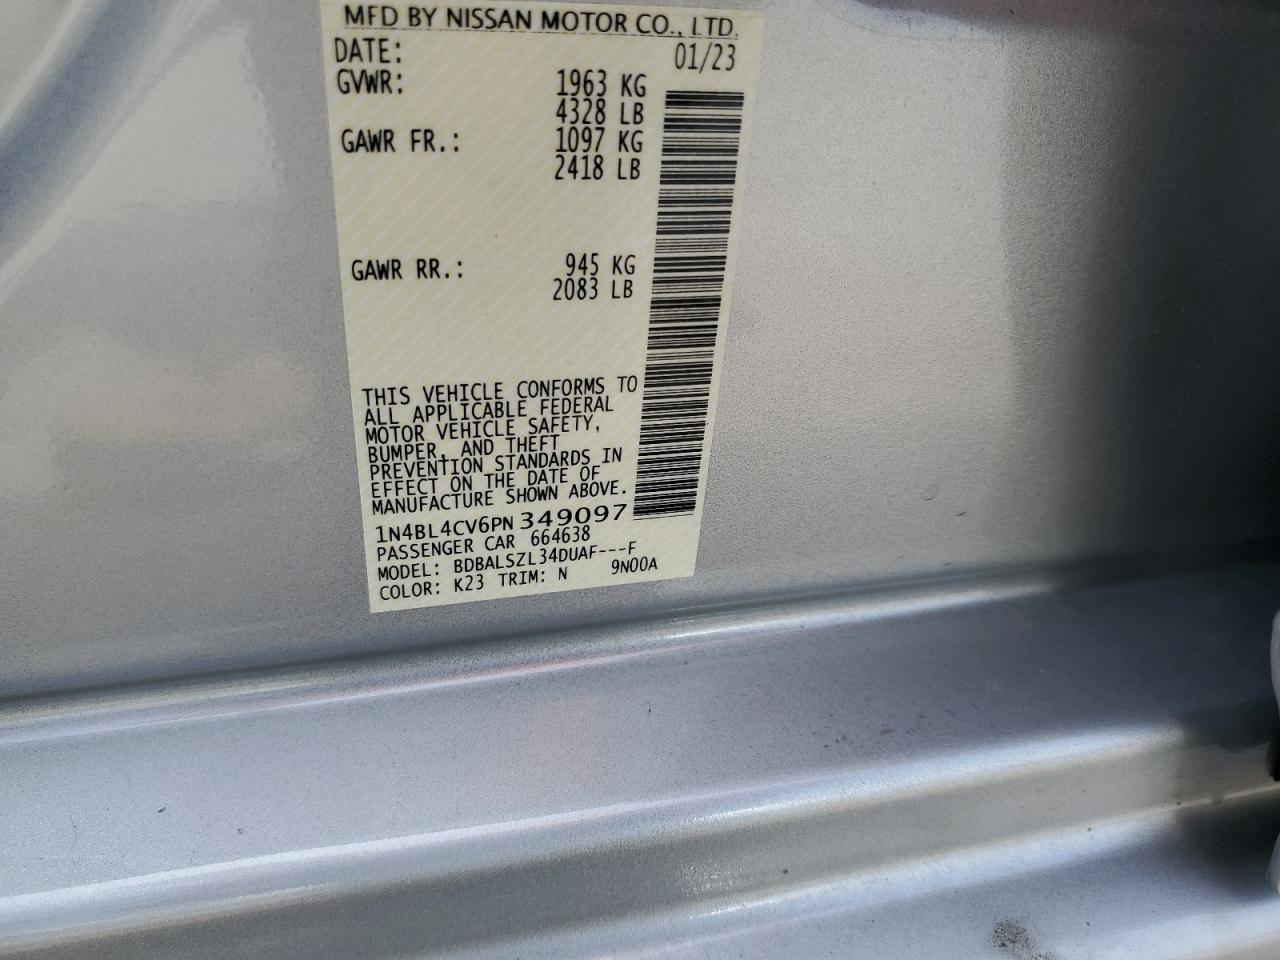 MFD BY NISSAN MOTOR CO., LTD.
DATE: 01/23
GVWR: 1963 KG
4328 LB
GAWR FR.: 1097 KG
2418 LB
GAWR RR.: 945 KG
2083 LB
THIS VEHICLE CONFORMS TO
ALL APPLICABLE FEDERAL
MOTOR VEHICLE SAFETY,
BUMPER, AND THEFT
PREVENTION STANDARDS IN
EFFECT ON THE DATE OF
MANUFACTURE SHOWN ABOVE.
1N4BL4CV6PN 349097
PASSENGER CAR 664638
MODEL: BDBALSZL34DUAF---F
COLOR: K23 TRIM: N 9N00A